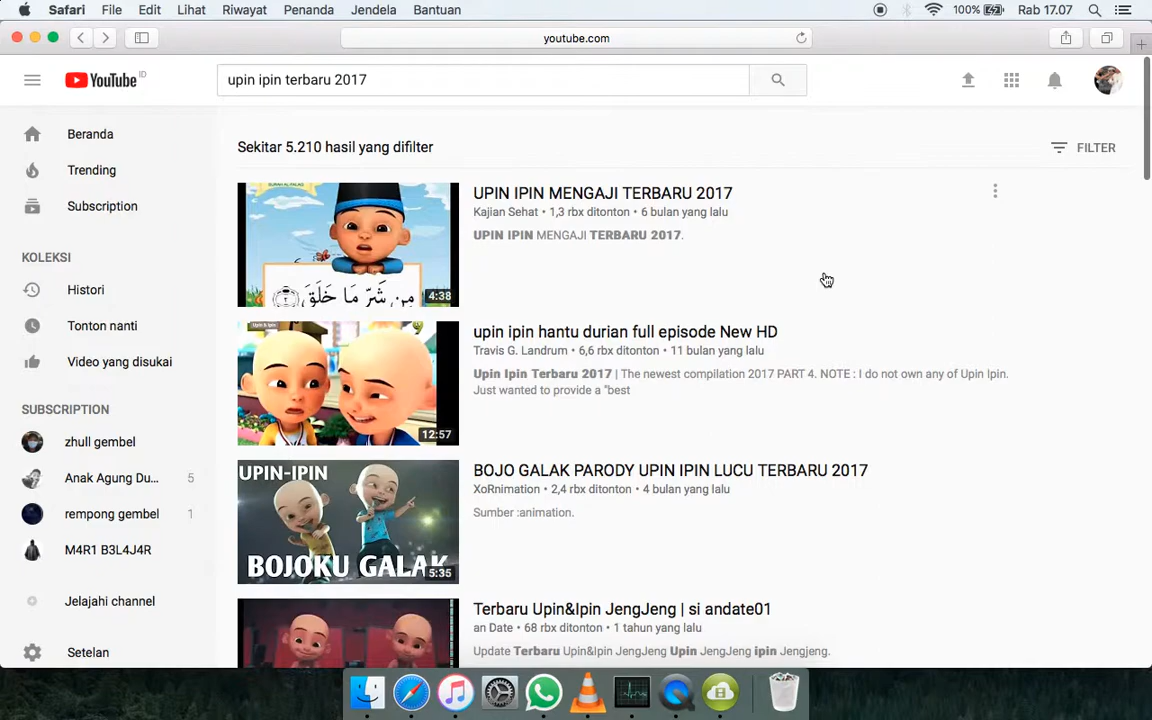 Safari File Edit Lihat Riwayat Penanda Jendela Bantuan 100% Rab 17.07
youtube.com
YouTube ID upin ipin terbaru 2017
Beranda
Trending
Subscription
KOLEKSI
Histori
Tonton nanti
Video yang disukai
SUBSCRIPTION
zhull gembel
Anak Agung Du... 5
rempong gembel 1
M4R1 B3L4J4R
Jelajahi channel
Setelan
Sekitar 5.210 hasil yang difilter FILTER
مِن شَرِّ مَا خَلَقَ
4:38
UPIN IPIN MENGAJI TERBARU 2017
Kajian Sehat • 1,3 rbx ditonton • 6 bulan yang lalu
UPIN IPIN MENGAJI TERBARU 2017.
Upin & Ipin
12:57
upin ipin hantu durian full episode New HD
Travis G. Landrum • 6,6 rbx ditonton • 11 bulan yang lalu
Upin Ipin Terbaru 2017 | The newest compilation 2017 PART 4. NOTE : I do not own any of Upin Ipin.
Just wanted to provide a "best
UPIN-IPIN
BOJOKU GALAK
5:35
BOJO GALAK PARODY UPIN IPIN LUCU TERBARU 2017
XoRnimation • 2,4 rbx ditonton • 4 bulan yang lalu
Sumber :animation.
Terbaru Upin&Ipin JengJeng | si andate01
an Date • 68 rbx ditonton • 1 tahun yang lalu
Update Terbaru Upin&Ipin JengJeng Upin JengJeng ipin Jengjeng.